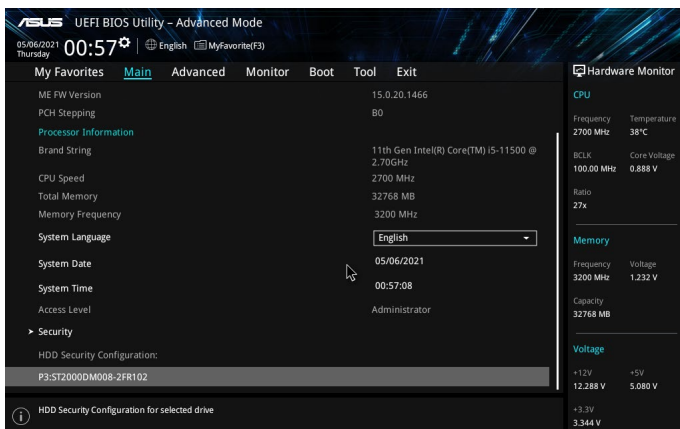 ASUS UEFI BIOS Utility – Advanced Mode
05/06/2021 Thursday 00:57 English MyFavorite(F3)
My Favorites Main Advanced Monitor Boot Tool Exit
ME FW Version 15.0.20.1466
PCH Stepping B0
Processor Information
Brand String 11th Gen Intel(R) Core(TM) i5-11500 @
2.70GHz
CPU Speed 2700 MHz
Total Memory 32768 MB
Memory Frequency 3200 MHz
System Language English
System Date 05/06/2021
System Time 00:57:08
Access Level Administrator
> Security
HDD Security Configuration:
P3:ST2000DM008-2FR102
HDD Security Configuration for selected drive
Hardware Monitor
CPU
Frequency Temperature
2700 MHz 38°C
BCLK Core Voltage
100.00 MHz 0.888 V
Ratio
27x
Memory
Frequency Voltage
3200 MHz 1.232 V
Capacity
32768 MB
Voltage
+12V +5V
12.288 V 5.080 V
+3.3V
3.344 V